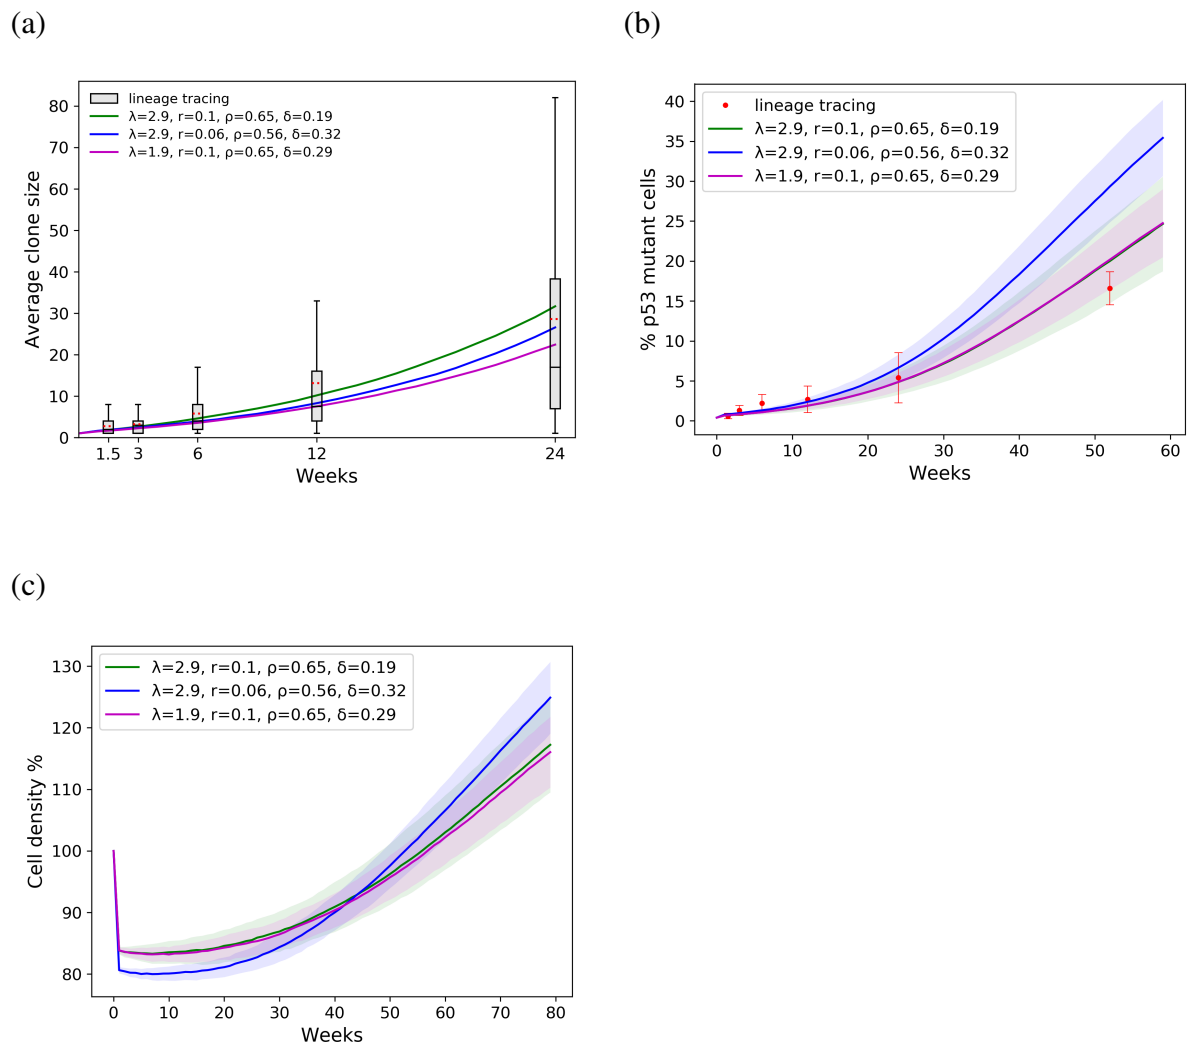 (a)
80
70
60
50
40
30
20
10
0
Average clone size
lineage tracing
λ=2.9, r=0.1, ρ=0.65, δ=0.19
λ=2.9, r=0.06, ρ=0.56, δ=0.32
λ=1.9, r=0.1, ρ=0.65, δ=0.29
1.5 3 6 12 24
Weeks
(b)
40
35
30
25
20
15
10
5
0
% p53 mutant cells
lineage tracing
λ=2.9, r=0.1, ρ=0.65, δ=0.19
λ=2.9, r=0.06, ρ=0.56, δ=0.32
λ=1.9, r=0.1, ρ=0.65, δ=0.29
0 10 20 30 40 50 60
Weeks
(c)
130
120
110
100
90
80
Cell density %
λ=2.9, r=0.1, ρ=0.65, δ=0.19
λ=2.9, r=0.06, ρ=0.56, δ=0.32
λ=1.9, r=0.1, ρ=0.65, δ=0.29
0 10 20 30 40 50 60 70 80
Weeks